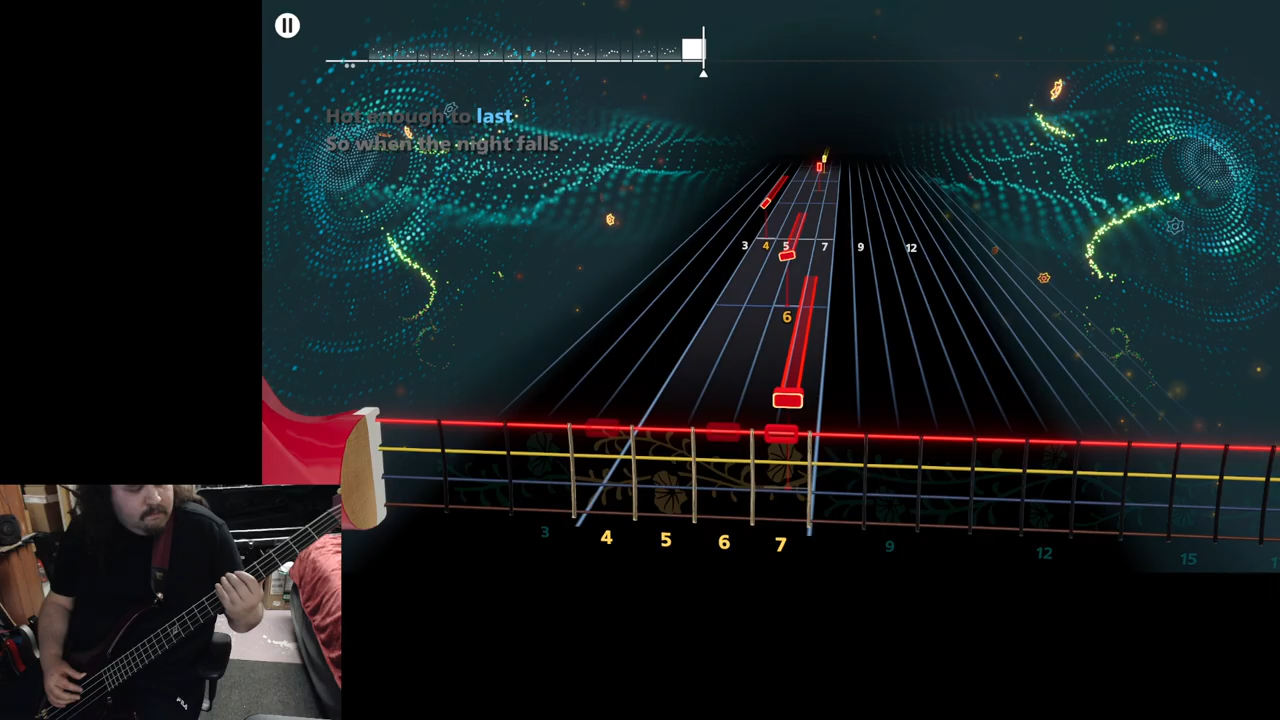 Hot enough to last
So when the night falls
3 4 5 7 9 12
6
3 4 5 6 7 9 12 15